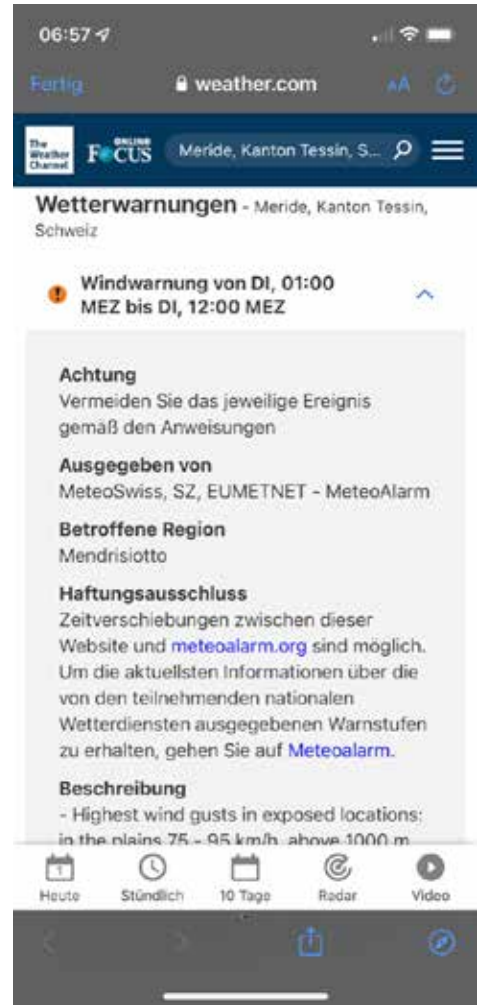 06:57
Fertig
weather.com
AA
The
Weather
Channel
ONLINE
FOCUS
Meride, Kanton Tessin, S...
Wetterwarnungen - Meride, Kanton Tessin,
Schweiz
Windwarnung von DI, 01:00
MEZ bis DI, 12:00 MEZ
Achtung
Vermeiden Sie das jeweilige Ereignis
gemäß den Anweisungen
Ausgegeben von
MeteoSwiss, SZ, EUMETNET - MeteoAlarm
Betroffene Region
Mendrisiotto
Haftungsausschluss
Zeitverschiebungen zwischen dieser
Website und meteoalarm.org sind möglich.
Um die aktuellsten Informationen über die
von den teilnehmenden nationalen
Wetterdiensten ausgegebenen Warnstufen
zu erhalten, gehen Sie auf Meteoalarm.
Beschreibung
- Highest wind gusts in exposed locations:
in the plains 75 - 95 km/h, above 1000 m
1
Heute
Stündlich
10 Tage
Radar
Video